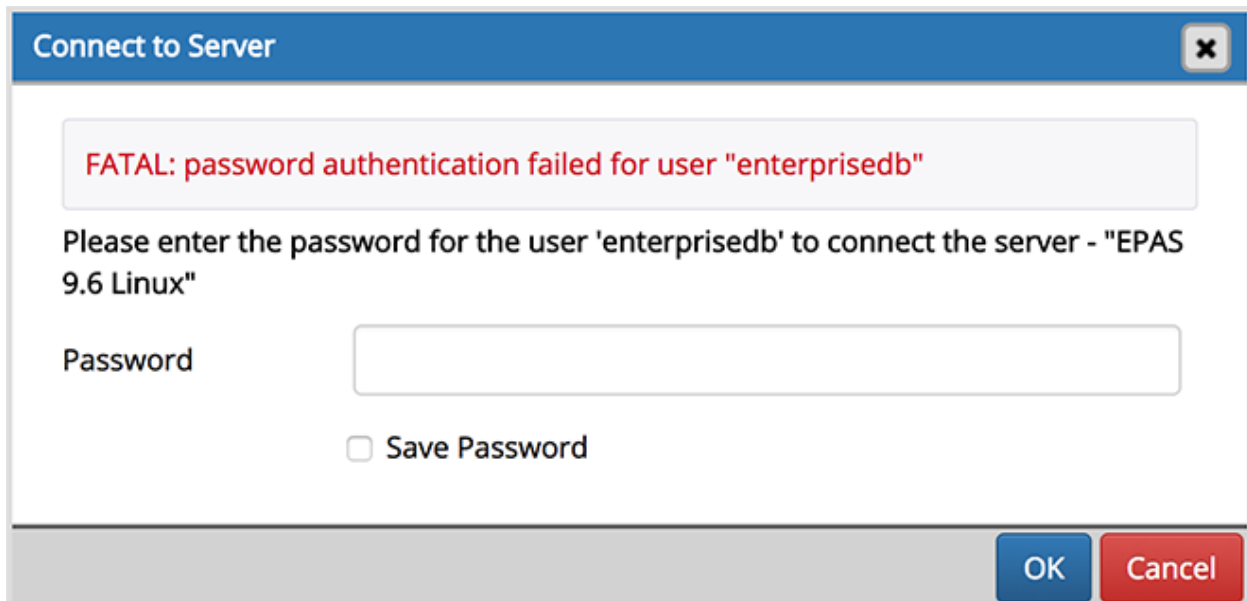 Connect to Server
FATAL: password authentication failed for user "enterprisedb"
Please enter the password for the user 'enterprisedb' to connect the server - "EPAS
9.6 Linux"
Password
Save Password
OK Cancel